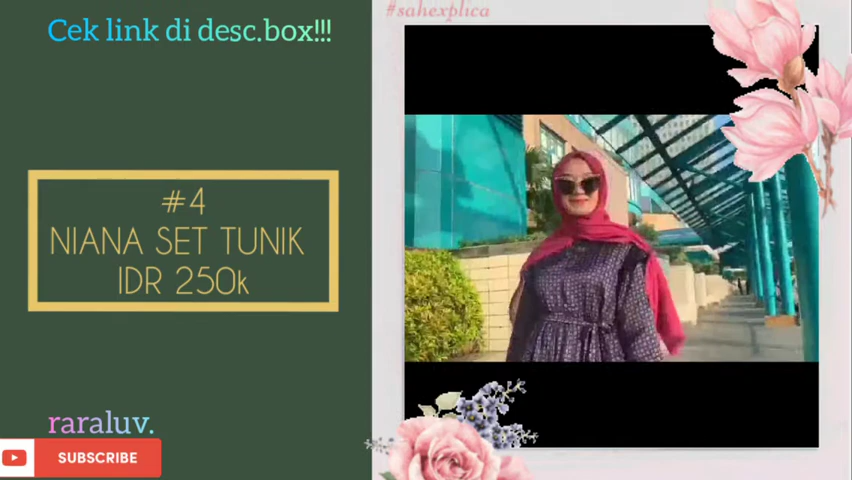 Cek link di desc.box!!!
#sahexplica
#4
NIANA SET TUNIK
IDR 250k
raraluv.
SUBSCRIBE